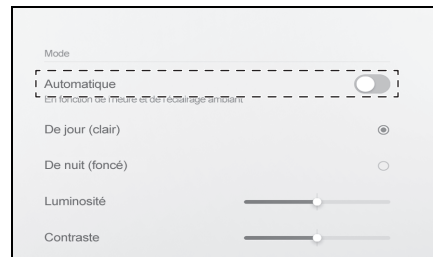 Mode
Automatique
En fonction de l'heure et de l'éclairage ambiant
De jour (clair)
De nuit (foncé)
Luminosité
Contraste